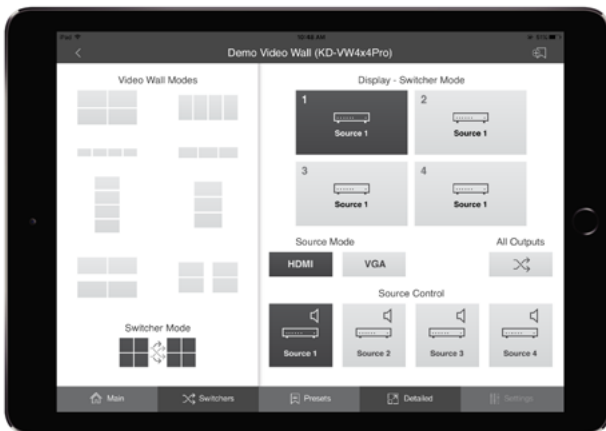 iPad
10:48 AM
91%
Demo Video Wall (KD-VW4x4Pro)
Video Wall Modes
Display - Switcher Mode
1
Source 1
2
Source 1
3
Source 1
4
Source 1
Source Mode
All Outputs
HDMI
VGA
Source Control
Source 1
Source 2
Source 3
Source 4
Switcher Mode
Main
Switchers
Presets
Detailed
Settings